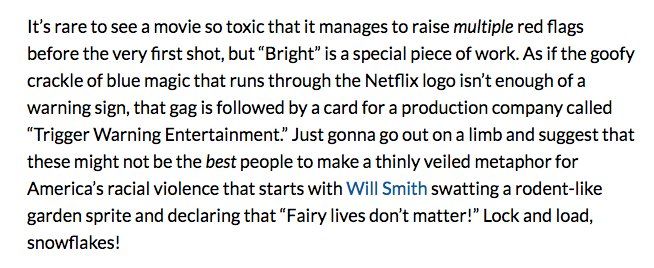 It’s rare to see a movie so toxic that it manages to raise multiple red flags
before the very first shot, but “Bright” is a special piece of work. As if the goofy
crackle of blue magic that runs through the Netflix logo isn’t enough of a
warning sign, that gag is followed by a card for a production company called
“Trigger Warning Entertainment.” Just gonna go out on a limb and suggest that
these might not be the best people to make a thinly veiled metaphor for
America’s racial violence that starts with Will Smith swatting a rodent-like
garden sprite and declaring that “Fairy lives don’t matter!” Lock and load,
snowflakes!